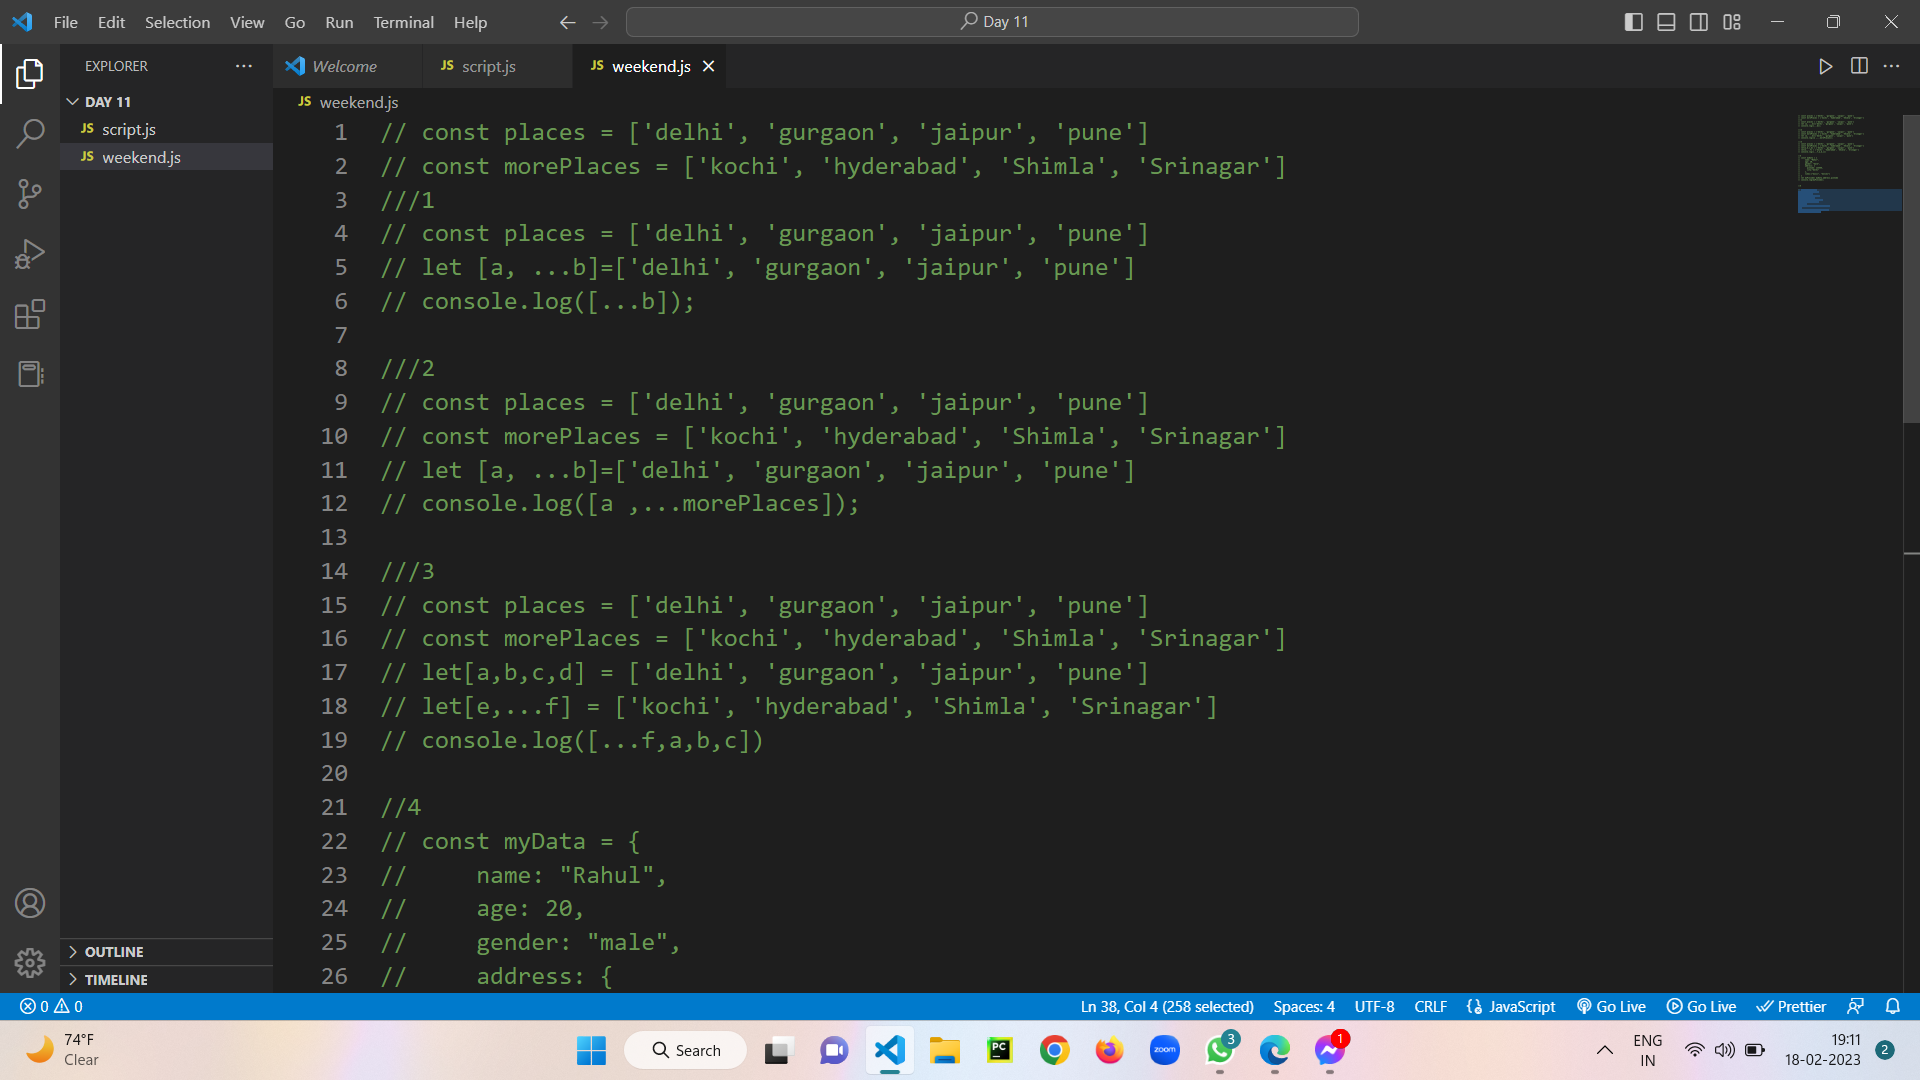 File Edit Selection View Go Run Terminal Help
Day 11
EXPLORER
Welcome
JS script.js
JS weekend.js
DAY 11
JS script.js
JS weekend.js
JS weekend.js
1 // const places = ['delhi', 'gurgaon', 'jaipur', 'pune']
2 // const morePlaces = ['kochi', 'hyderabad', 'Shimla', 'Srinagar']
3 ///1
4 // const places = ['delhi', 'gurgaon', 'jaipur', 'pune']
5 // let [a, ...b]=['delhi', 'gurgaon', 'jaipur', 'pune']
6 // console.log([...b]);
7
8 ///2
9 // const places = ['delhi', 'gurgaon', 'jaipur', 'pune']
10 // const morePlaces = ['kochi', 'hyderabad', 'Shimla', 'Srinagar']
11 // let [a, ...b]=['delhi', 'gurgaon', 'jaipur', 'pune']
12 // console.log([a ,...morePlaces]);
13
14 ///3
15 // const places = ['delhi', 'gurgaon', 'jaipur', 'pune']
16 // const morePlaces = ['kochi', 'hyderabad', 'Shimla', 'Srinagar']
17 // let[a,b,c,d] = ['delhi', 'gurgaon', 'jaipur', 'pune']
18 // let[e,...f] = ['kochi', 'hyderabad', 'Shimla', 'Srinagar']
19 // console.log([...f,a,b,c])
20
21 //4
22 // const myData = {
23 //     name: "Rahul",
24 //     age: 20,
25 //     gender: "male",
26 //     address: {
OUTLINE
TIMELINE
0 0
Ln 38, Col 4 (258 selected) Spaces: 4 UTF-8 CRLF JavaScript Go Live Go Live Prettier
74°F
Clear
Search
PC
zoom
3
1
ENG
IN
19:11
18-02-2023
2